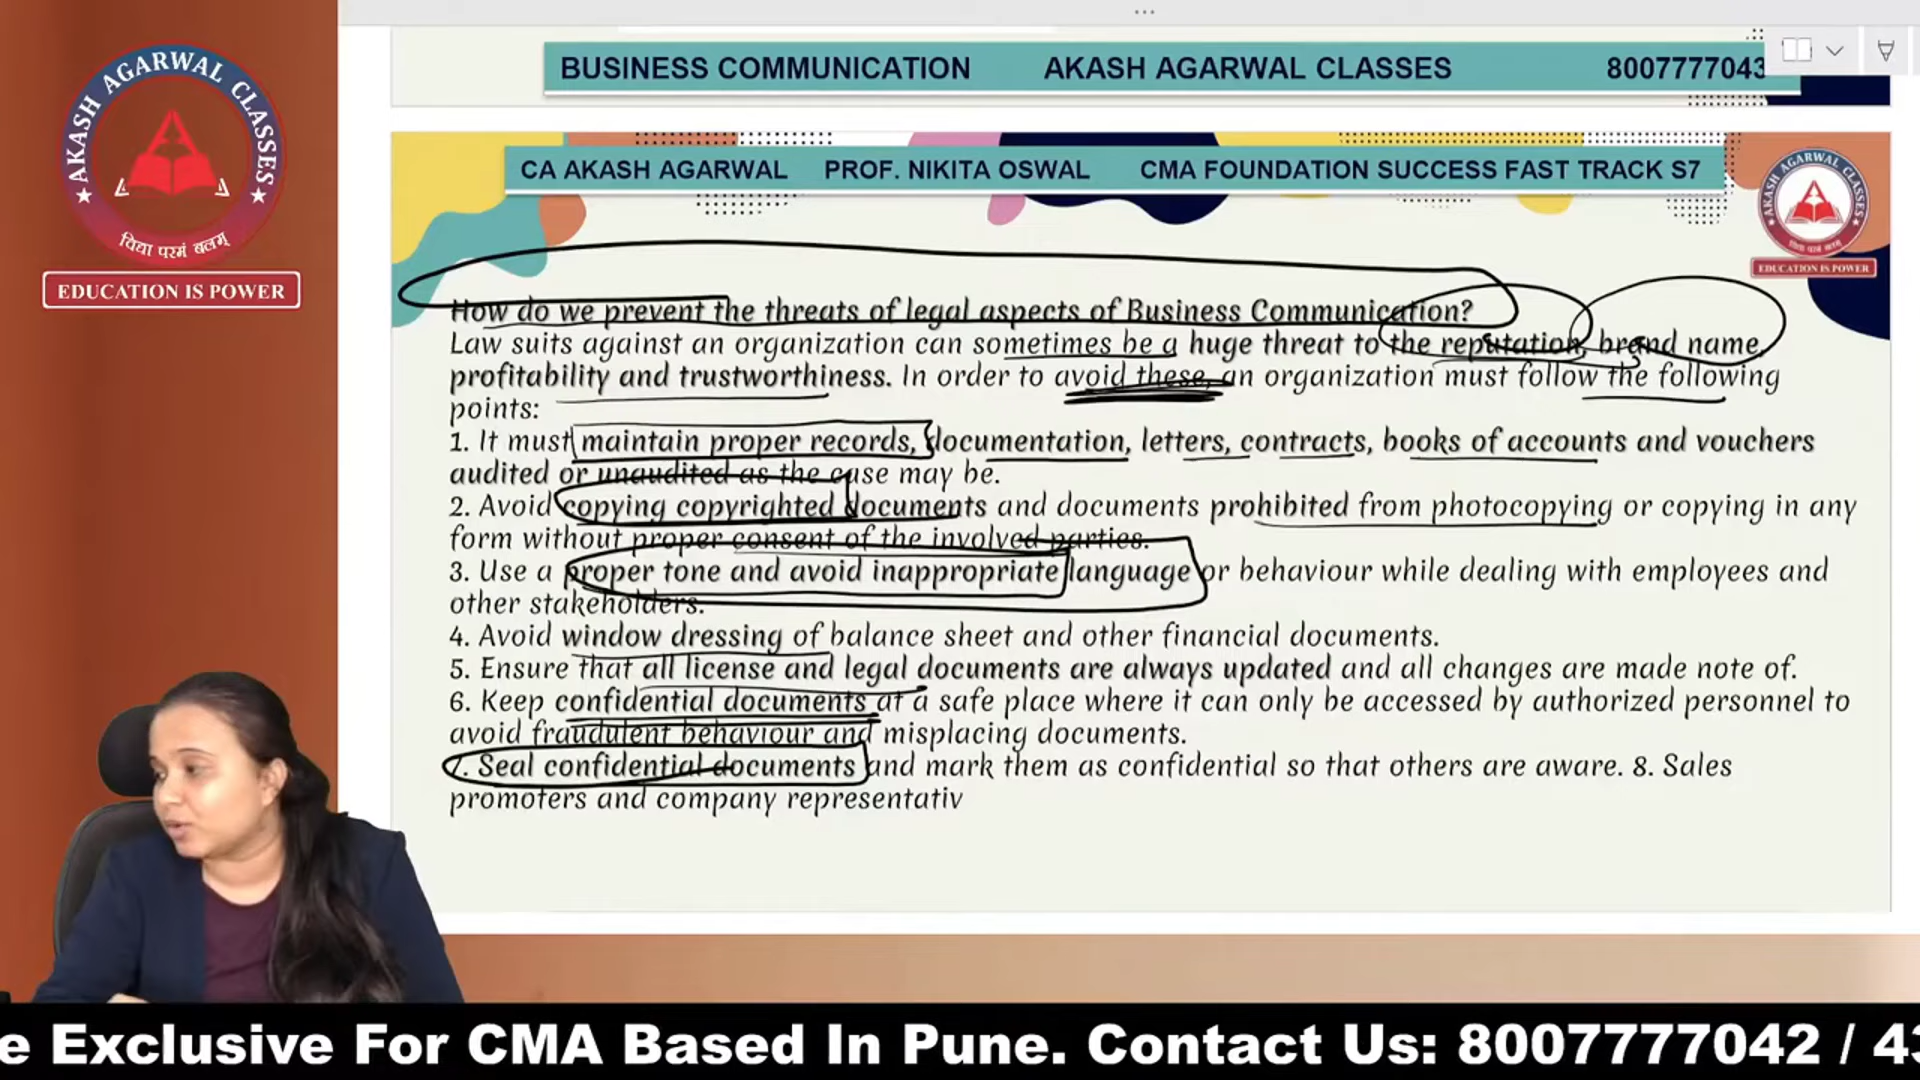 AKASH AGARWAL CLASSES
विद्या परमं बलम्
EDUCATION IS POWER
BUSINESS COMMUNICATION AKASH AGARWAL CLASSES 8007777043
CA AKASH AGARWAL PROF. NIKITA OSWAL CMA FOUNDATION SUCCESS FAST TRACK S7
AKASH AGARWAL CLASSES
EDUCATION IS POWER
How do we prevent the threats of legal aspects of Business Communication?
Law suits against an organization can sometimes be a huge threat to the reputation, brand name,
profitability and trustworthiness. In order to avoid these, an organization must follow the following
points:
1. It must maintain proper records, documentation, letters, contracts, books of accounts and vouchers
audited or unaudited as the case may be.
2. Avoid copying copyrighted documents and documents prohibited from photocopying or copying in any
form without proper consent of the involved parties.
3. Use a proper tone and avoid inappropriate language or behaviour while dealing with employees and
other stakeholders.
4. Avoid window dressing of balance sheet and other financial documents.
5. Ensure that all license and legal documents are always updated and all changes are made note of.
6. Keep confidential documents at a safe place where it can only be accessed by authorized personnel to
avoid fraudulent behaviour and misplacing documents.
7. Seal confidential documents and mark them as confidential so that others are aware. 8. Sales
promoters and company representativ
e Exclusive For CMA Based In Pune. Contact Us: 8007777042 / 43